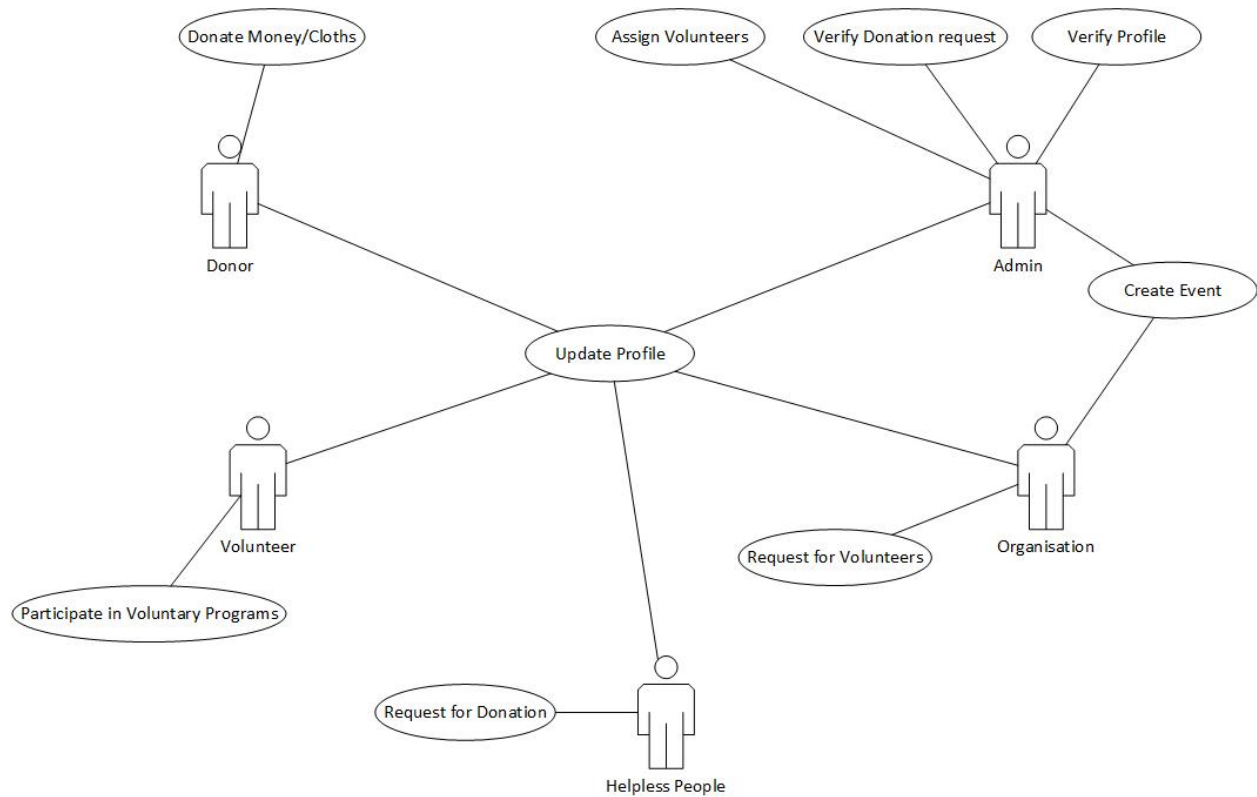 Donate Money/Cloths
Assign Volunteers
Verify Donation request
Verify Profile
Donor
Admin
Create Event
Update Profile
Volunteer
Organisation
Request for Volunteers
Participate in Voluntary Programs
Request for Donation
Helpless People